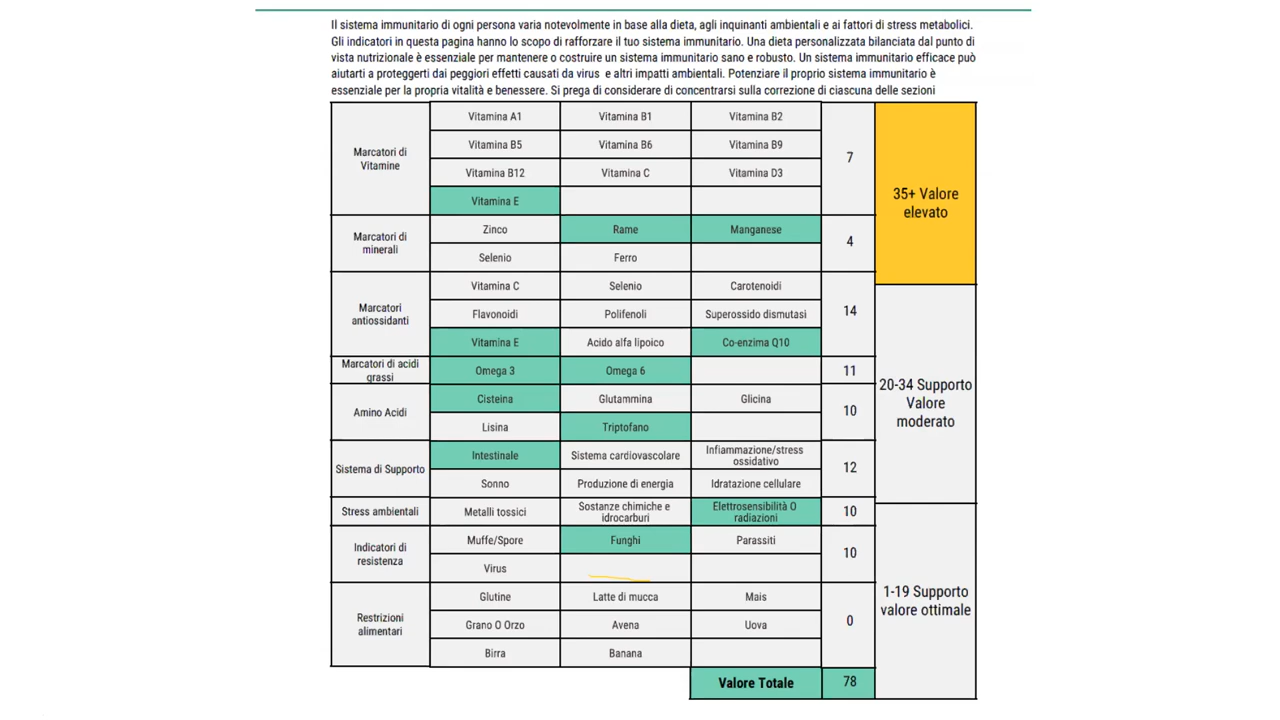 Il sistema immunitario di ogni persona varia notevolmente in base alla dieta, agli inquinanti ambientali e ai fattori di stress metabolici.
Gli indicatori in questa pagina hanno lo scopo di rafforzare il tuo sistema immunitario. Una dieta personalizzata bilanciata dal punto di
vista nutrizionale è essenziale per mantenere o costruire un sistema immunitario sano e robusto. Un sistema immunitario efficace può
aiutarti a proteggerti dai peggiori effetti causati da virus e altri impatti ambientali. Potenziare il proprio sistema immunitario è
essenziale per la propria vitalità e benessere. Si prega di considerare di concentrarsi sulla correzione di ciascuna delle sezioni
Marcatori di
Vitamine
Vitamina A1
Vitamina B1
Vitamina B2
Vitamina B5
Vitamina B6
Vitamina B9
Vitamina B12
Vitamina C
Vitamina D3
Vitamina E
7
Marcatori di
minerali
Zinco
Rame
Manganese
Selenio
Ferro
4
Marcatori
antiossidanti
Vitamina C
Selenio
Carotenoidi
Flavonoidi
Polifenoli
Superossido dismutasi
Vitamina E
Acido alfa lipoico
Co-enzima Q10
14
Marcatori di acidi
grassi
Omega 3
Omega 6
11
Amino Acidi
Cisteina
Glutammina
Glicina
Lisina
Triptofano
10
Sistema di Supporto
Intestinale
Sistema cardiovascolare
Infiammazione/stress
ossidativo
Sonno
Produzione di energia
Idratazione cellulare
12
Stress ambientali
Metalli tossici
Sostanze chimiche e
idrocarburi
Elettrosensibilità O
radiazioni
10
Indicatori di
resistenza
Muffe/Spore
Funghi
Parassiti
Virus
10
Restrizioni
alimentari
Glutine
Latte di mucca
Mais
Grano O Orzo
Avena
Uova
Birra
Banana
0
Valore Totale
78
35+ Valore
elevato
20-34 Supporto
Valore
moderato
1-19 Supporto
valore ottimale